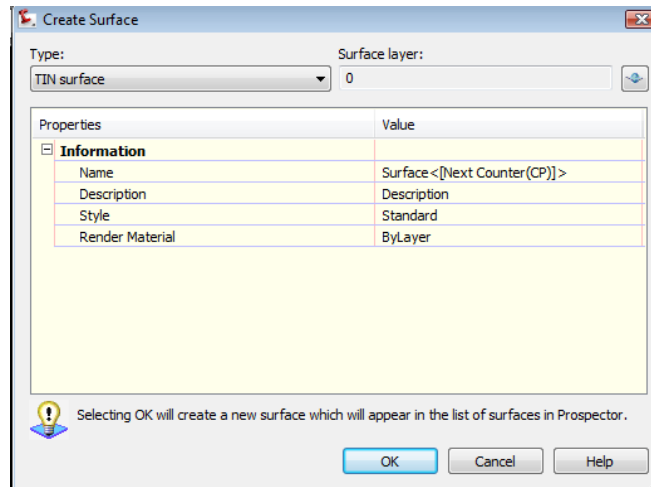 Create Surface
Type:
Surface layer:
TIN surface
0
Properties
Value
Information
Name
Surface<[Next Counter(CP)]>
Description
Description
Style
Standard
Render Material
ByLayer
Selecting OK will create a new surface which will appear in the list of surfaces in Prospector.
OK
Cancel
Help